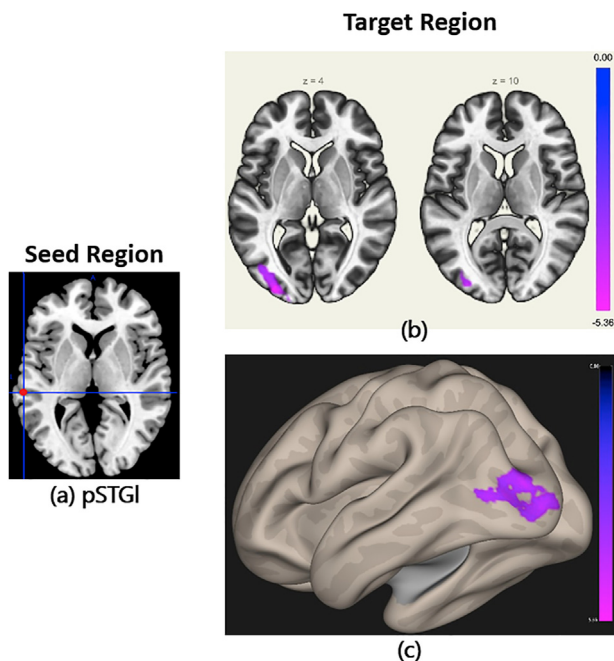 Target Region
0.00
z = 4
z = 10
-5.36
(b)
Seed Region
A
(a) pSTGl
(c)